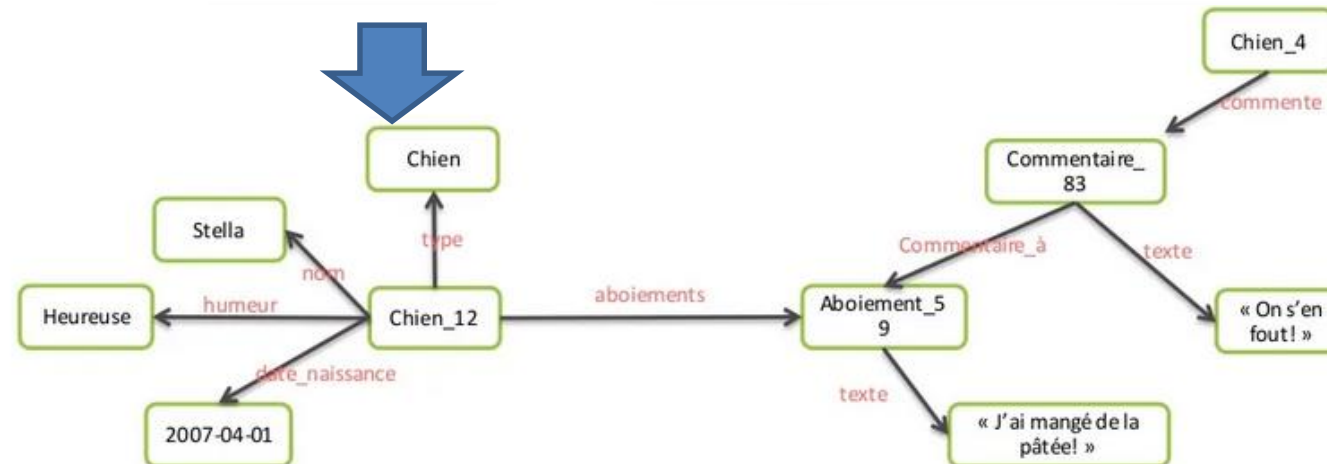 Chien_4
commente
Chien
Commentaire_
83
Stella
type
Commentaire_à
texte
nom
Heureuse
humeur
Chien_12
aboiements
Aboiement_5
9
« On s’en
fout! »
date_naissance
texte
2007-04-01
« J’ai mangé de la
pâtée! »